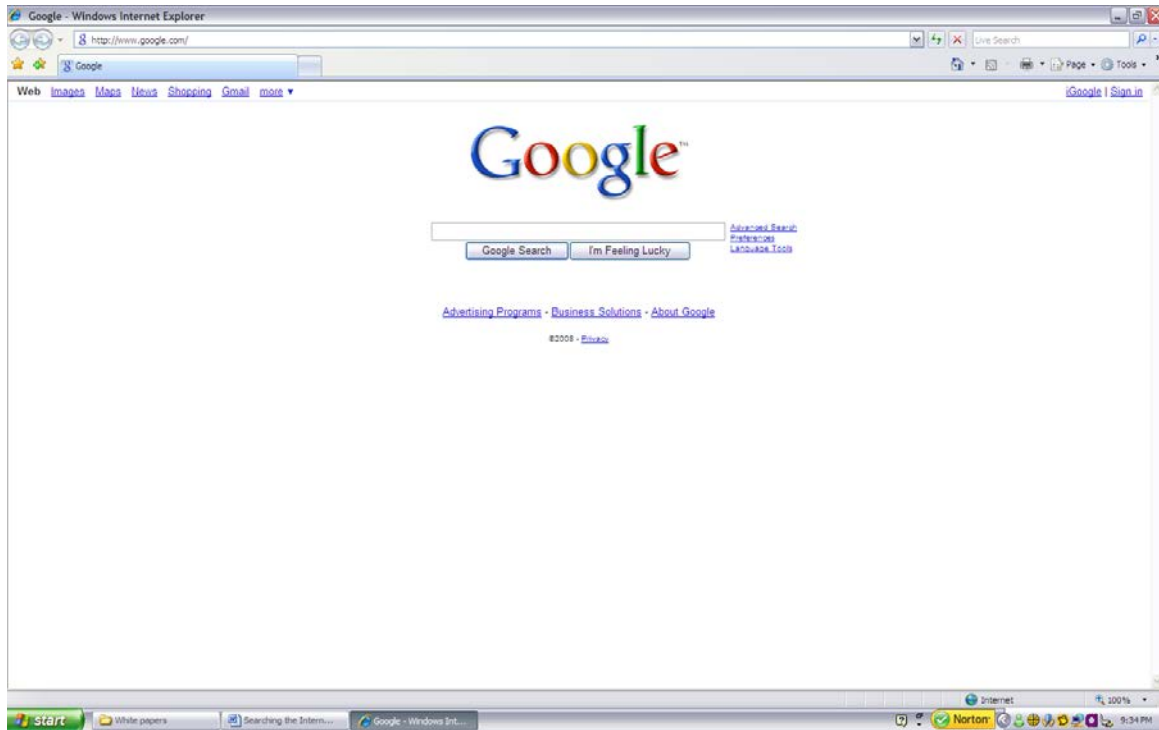 Google - Windows Internet Explorer
http://www.google.com/ Live Search
Google Page Tools
Web Images Maps News Shopping Gmail more ▼ iGoogle | Sign in
Google™
Advanced Search
Preferences
Language Tools
Google Search I'm Feeling Lucky
Advertising Programs - Business Solutions - About Google
©2008 - Privacy
Internet 100%
start White papers Searching the Intern... Google - Windows Int... Norton 9:34 PM